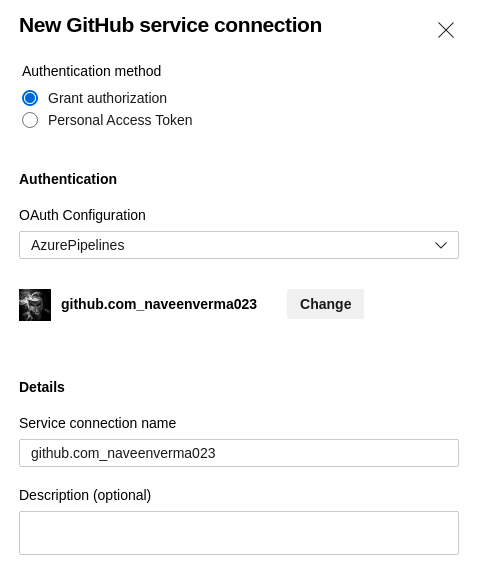 New GitHub service connection
Authentication method
Grant authorization
Personal Access Token
Authentication
OAuth Configuration
AzurePipelines
github.com_naveenverma023
Change
Details
Service connection name
github.com_naveenverma023
Description (optional)